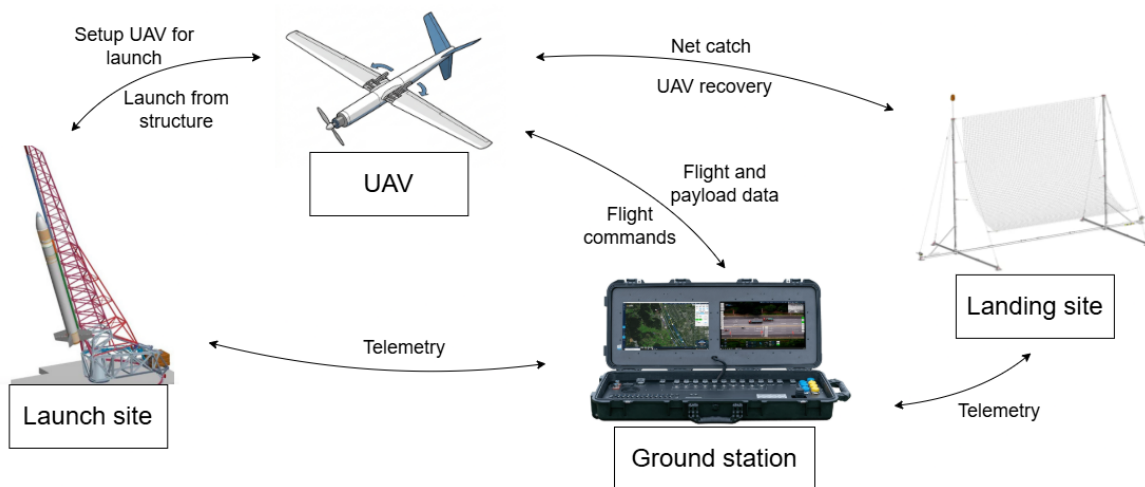 Setup UAV for
launch
Launch from
structure
UAV
Net catch
UAV recovery
Flight and
payload data
Flight
commands
Landing site
Telemetry
Launch site
Telemetry
Ground station